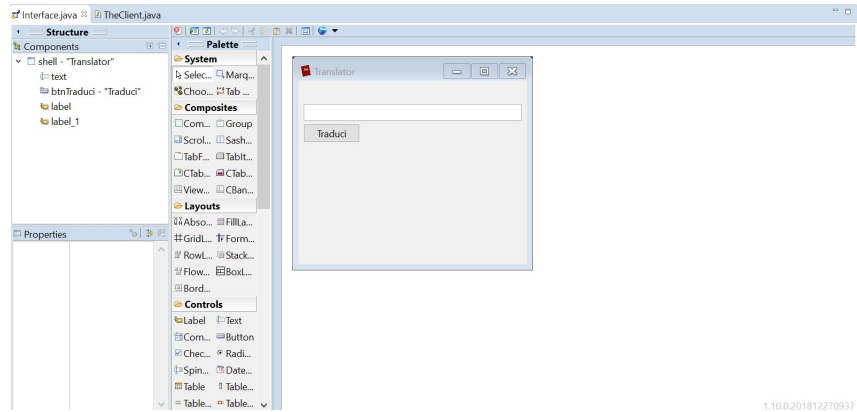 Interface.java TheClient.java
Structure
Components
shell - "Translator"
text
btnTraduci - "Traduci"
label
label_1
Properties
Palette
System
Selec... Marq...
Choo... Tab ...
Composites
Com... Group
Scrol... Sash...
TabF... TabIt...
CTab... CTab...
View... CBan...
Layouts
Abso... FillLa...
GridL... Form...
RowL... Stack...
Flow... BoxL...
Bord...
Controls
Label Text
Com... Button
Chec... Radi...
Spin... Date...
Table Table...
Table... Table...
Translator
Traduci
1.10.0.201812270937